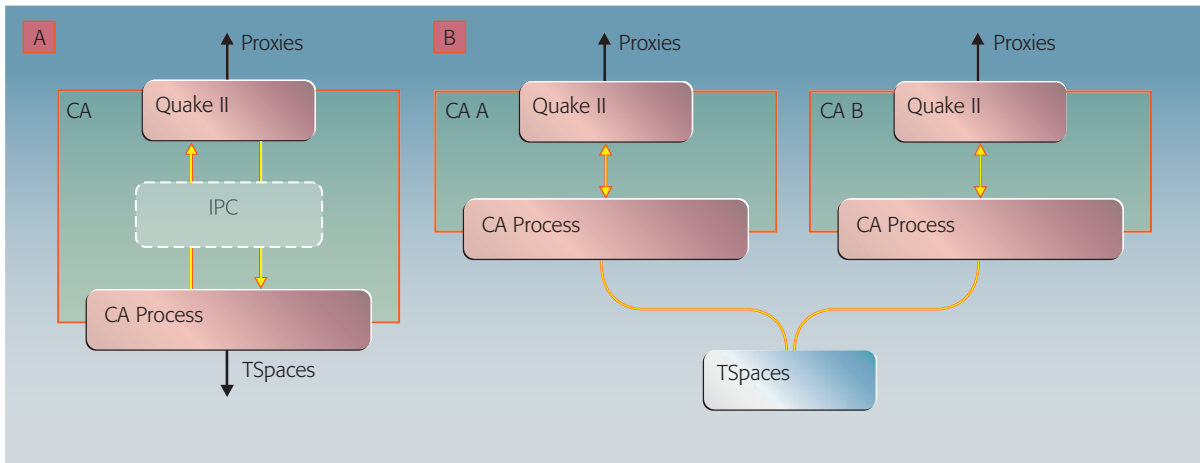 A
Proxies
CA
Quake II
IPC
CA Process
TSpaces
B
Proxies
Proxies
CA A
Quake II
CA B
Quake II
CA Process
CA Process
TSpaces